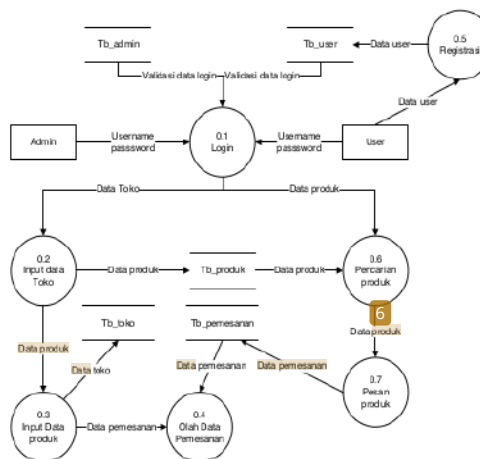 Tb_admin
Tb_user
Data user
0.5
Registrasi
Validasi data login
Validasi data login
Data user
Admin
Username
passsword
0.1
Login
Username
passsword
User
Data Toko
Data produk
0.2
Input data
Toko
Data produk
Tb_produk
Data produk
0.6
Percarian
produk
6
Tb_toko
Tb_pemesanan
Data produk
Data produk
Data toko
Data pemesanan
Data pemesanan
0.7
Pesan
produk
0.3
Input Data
produk
Data pemesanan
0.4
Olah Data
Pemesanan